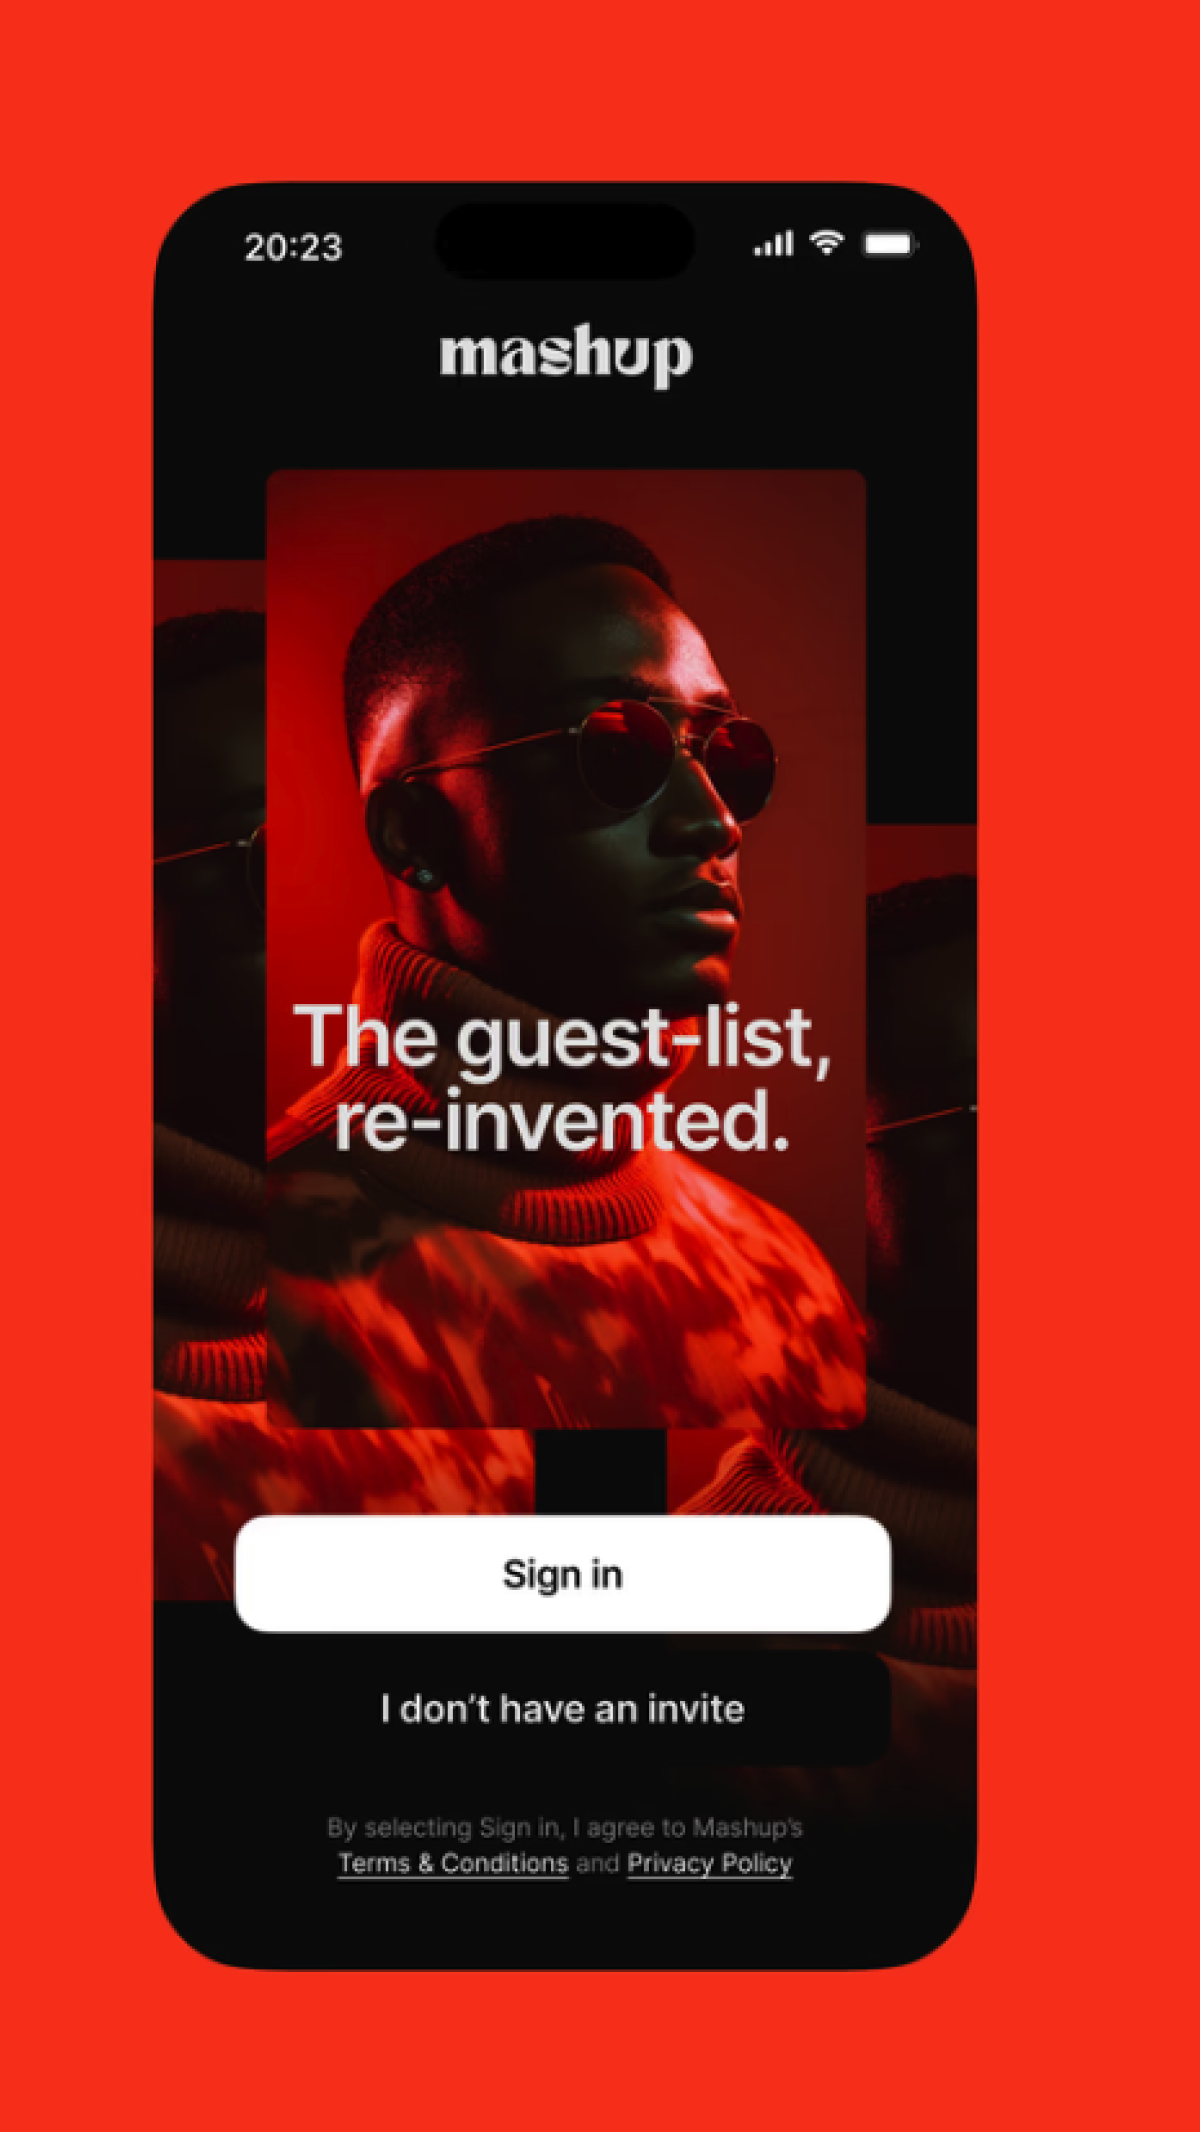 20:23
mashup
The guest-list,
re-invented.
Sign in
I don't have an invite
By selecting Sign in, I agree to Mashup's
Terms & Conditions and Privacy Policy